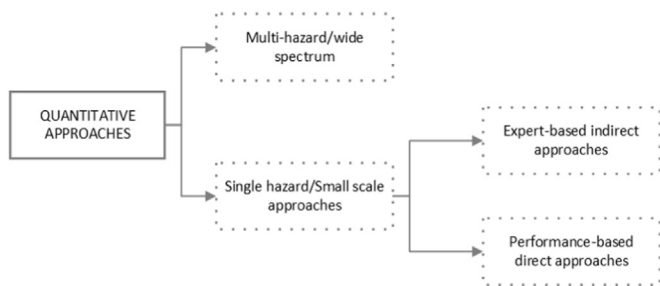 Multi-hazard/wide
spectrum
QUANTITATIVE
APPROACHES
Single hazard/Small scale
approaches
Expert-based indirect
approaches
Performance-based
direct approaches